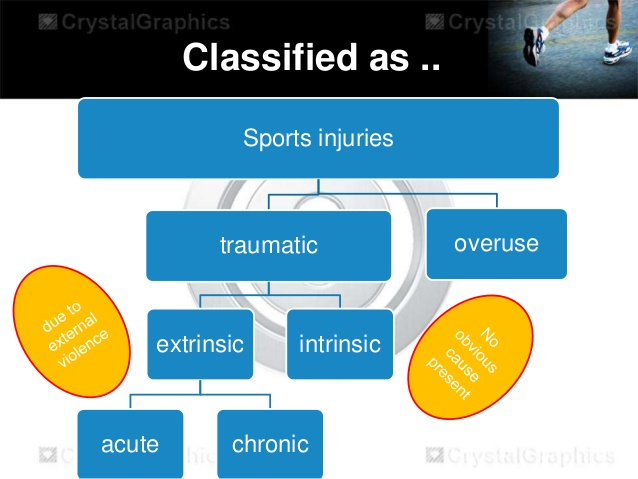 CrystalGraphics CrystalGraphics
Classified as ..
Sports injuries
traumatic
overuse
due to
external
violence
extrinsic
intrinsic
No
obvious
cause
present
acute
chronic
CrystalGraphics